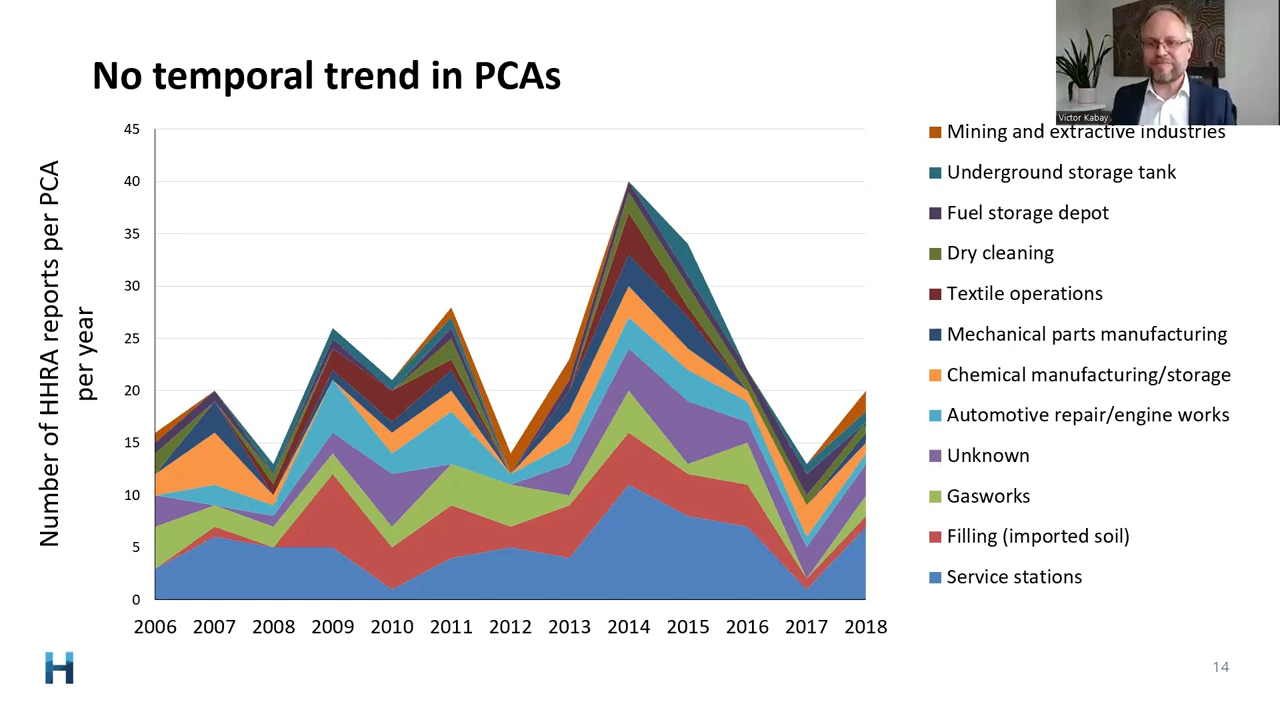 No temporal trend in PCAs
Victor Kabay
Number of HHRA reports per PCA
per year
45
40
35
30
25
20
15
10
5
0
2006 2007 2008 2009 2010 2011 2012 2013 2014 2015 2016 2017 2018
Mining and extractive industries
Underground storage tank
Fuel storage depot
Dry cleaning
Textile operations
Mechanical parts manufacturing
Chemical manufacturing/storage
Automotive repair/engine works
Unknown
Gasworks
Filling (imported soil)
Service stations
H
14